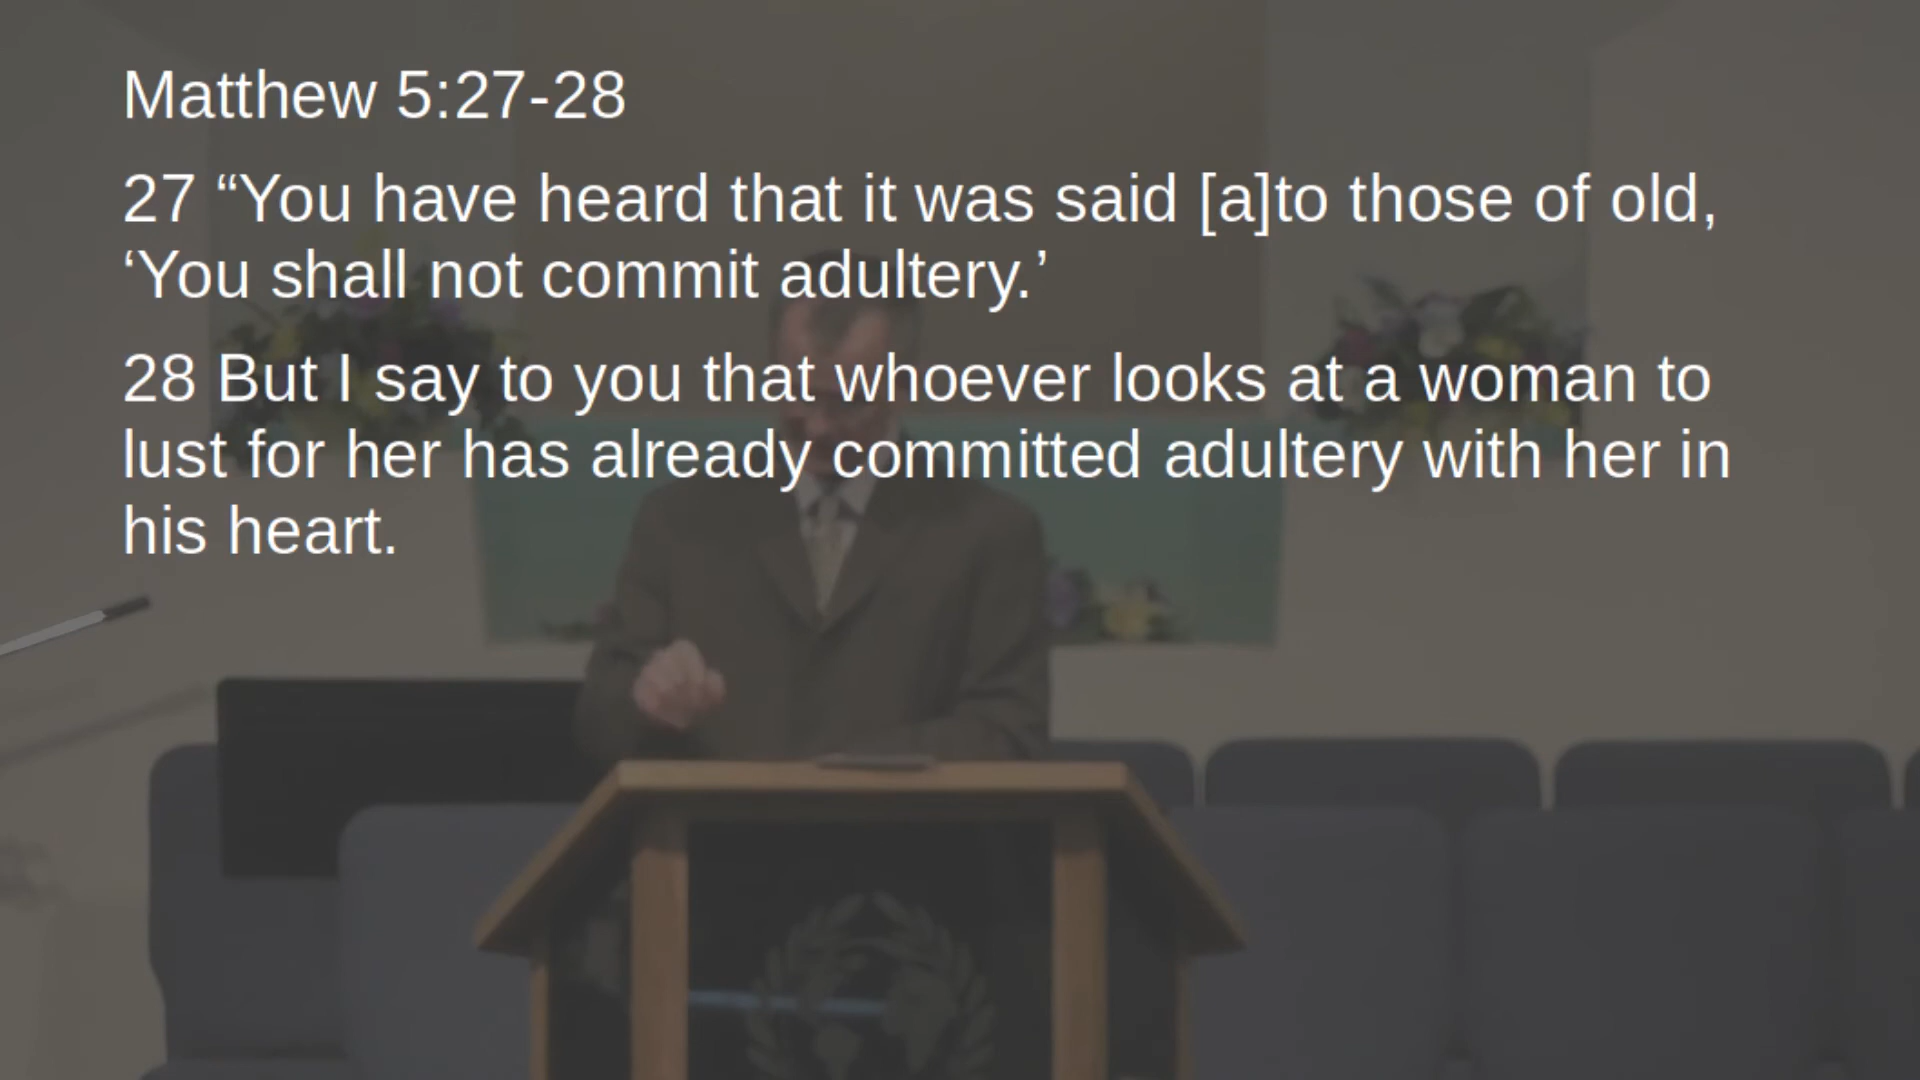 Matthew 5:27-28
27 “You have heard that it was said [a]to those of old,
‘You shall not commit adultery.’
28 But I say to you that whoever looks at a woman to
lust for her has already committed adultery with her in
his heart.